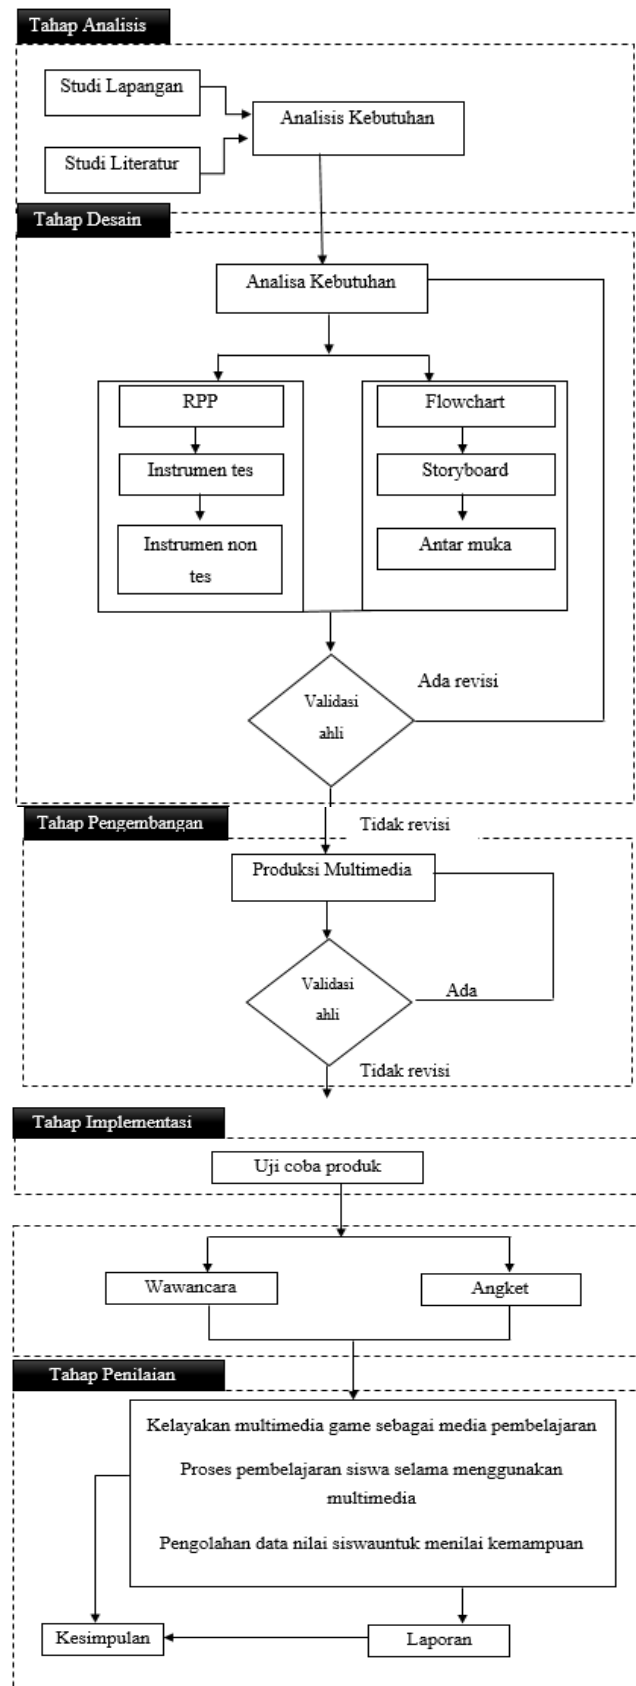 Tahap Analisis
Studi Lapangan
Analisis Kebutuhan
Studi Literatur
Tahap Desain
Analisa Kebutuhan
RPP
Flowchart
Instrumen tes
Storyboard
Instrumen non
tes
Antar muka
Ada revisi
Validasi
ahli
Tahap Pengembangan
Tidak revisi
Produksi Multimedia
Validasi
ahli
Ada
Tidak revisi
Tahap Implementasi
Uji coba produk
Wawancara
Angket
Tahap Penilaian
Kelayakan multimedia game sebagai media pembelajaran
Proses pembelajaran siswa selama menggunakan
multimedia
Pengolahan data nilai siswauntuk menilai kemampuan
Kesimpulan
Laporan